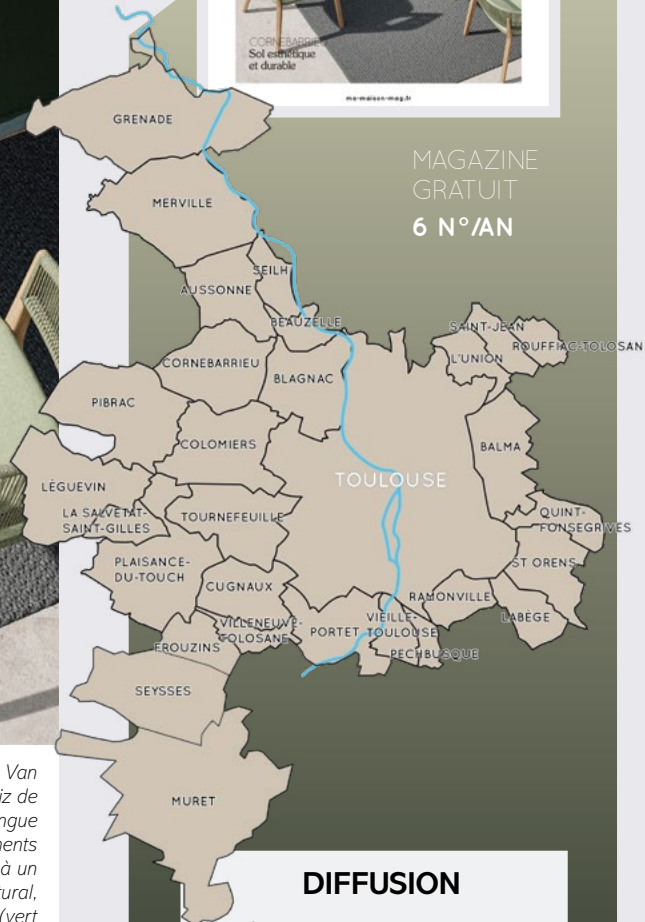 CORNEBARRIEU
Sol esthétique
et durable
ma-maison-mag.fr
MAGAZINE
GRATUIT
6 N°/AN
GRENADE
MERVILLE
SEILH
AUSSONNE
BEAUZELLE
SAINT-JEAN
ROUFFIAC-TOLOSAN
L'UNION
CORNEBARRIEU
BLAGNAC
PIBRAC
COLOMIERS
BALMA
TOULOUSE
LÉGUEVIN
LA SALVETAT-
SAINT-GILLES
TOURNEFEUILLE
QUINT-
FONSEGRIVES
PLAISANCE-
DU-TOUCH
ST ORENS
CUGNAUX
RAMONVILLE
LABÈGE
VILLENEUVE-
TOLOSANE
PORTET
VIEILLE-
TOULOUSE
PECHBUSQUE
FROUZINS
SEYSSES
MURET
Van
iz de
ngue
ments
à un
tural,
(vert
DIFFUSION